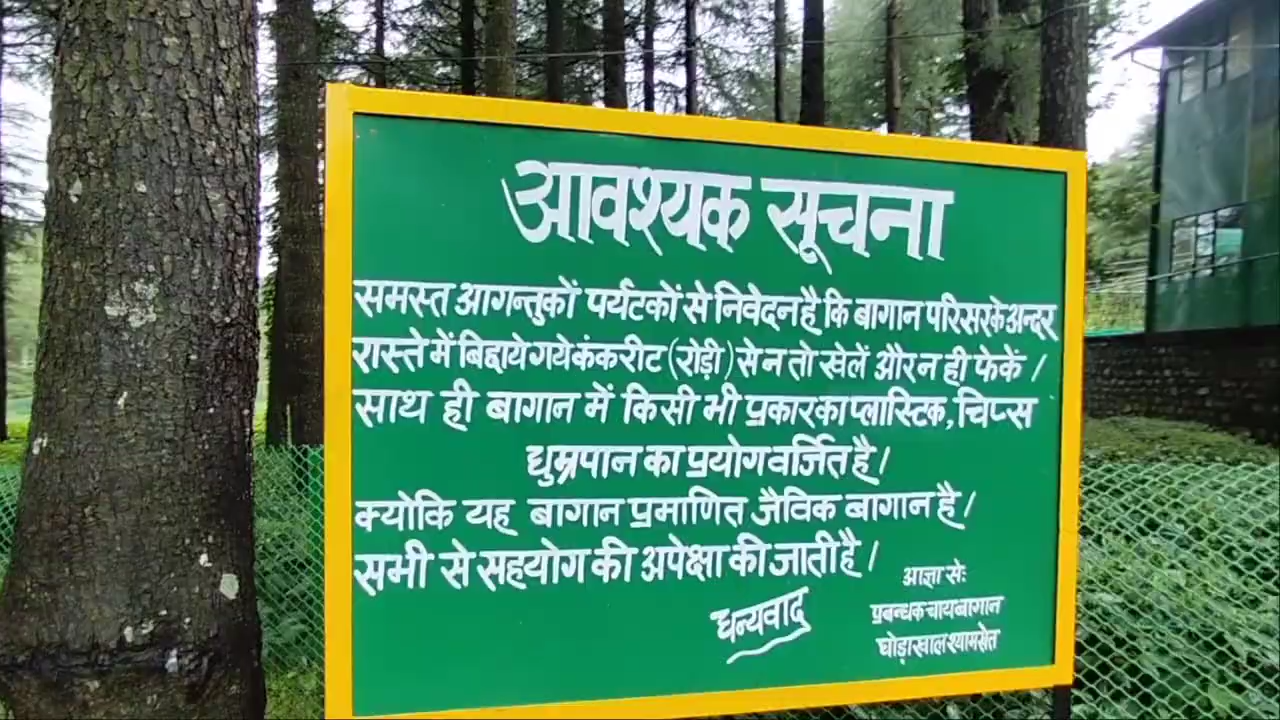 आवश्यक सूचना
समस्त आगन्तुकों पर्यटकों से निवेदन है कि बागान परिसर के अन्दर
रास्ते में बिछाये गये कंकरीट (रोड़ी) से न तो खेलें और न ही फेकें /
साथ ही बागान में किसी भी प्रकार का प्लास्टिक, चिप्स
धुम्रपान का प्रयोग वर्जित है /
क्योकि यह बागान प्रमाणित जैविक बागान है /
सभी से सहयोग की अपेक्षा की जाती है /
आज्ञा से:
धन्यवाद
प्रबन्धक चाय बागान
घोड़ाखाल श्यामखेत